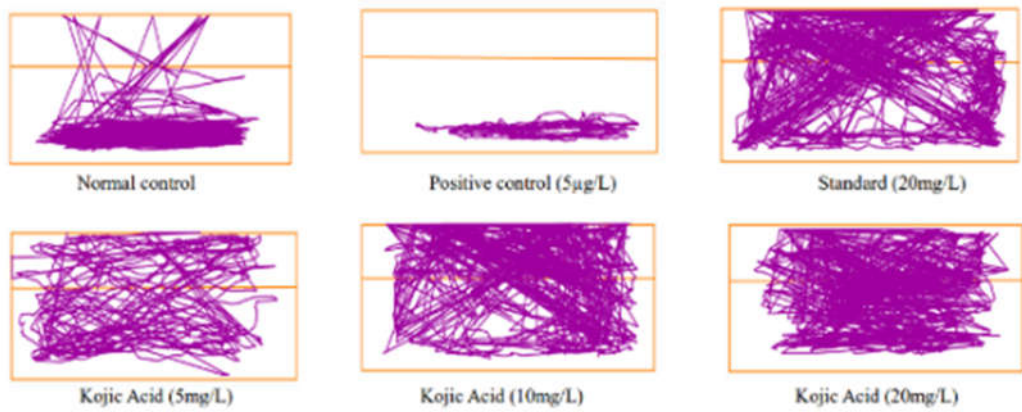 Normal control
Positive control (5µg/L)
Standard (20mg/L)
Kojic Acid (5mg/L)
Kojic Acid (10mg/L)
Kojic Acid (20mg/L)